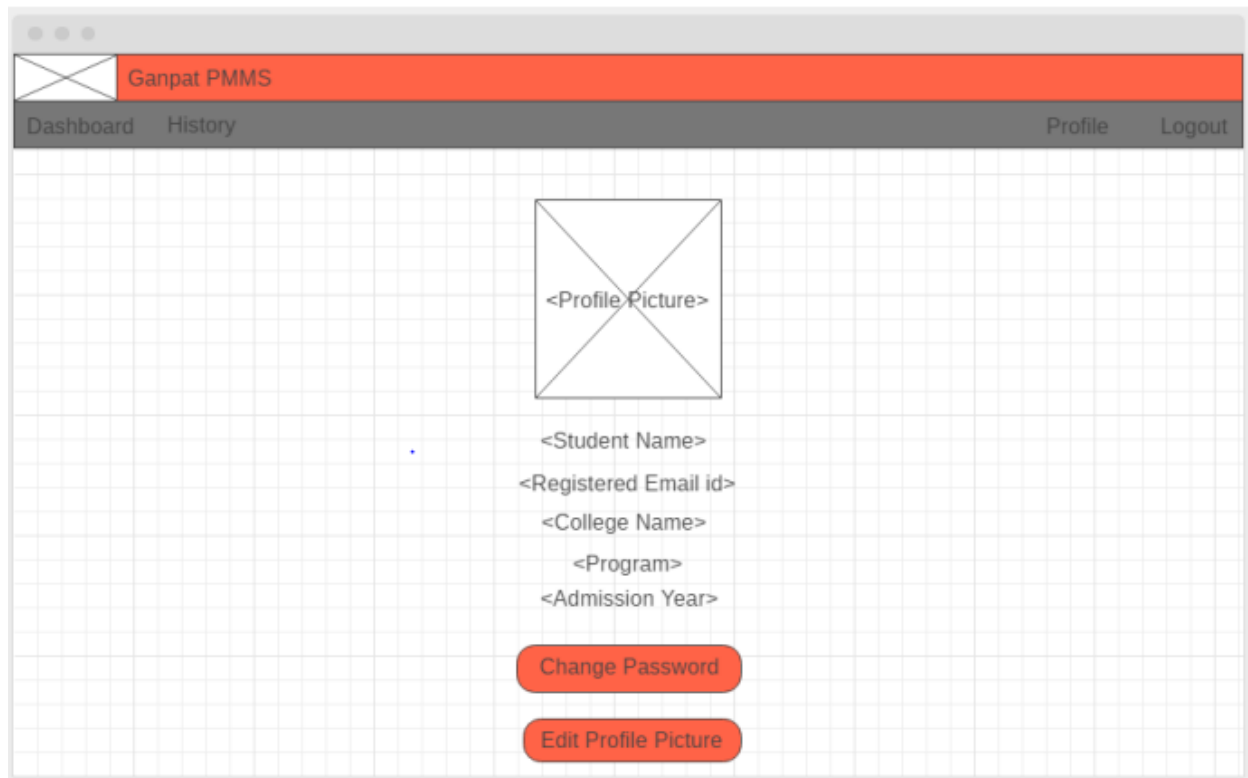 Ganpat PMMS
Dashboard History Profile Logout
<Profile Picture>
<Student Name>
<Registered Email id>
<College Name>
<Program>
<Admission Year>
Change Password
Edit Profile Picture